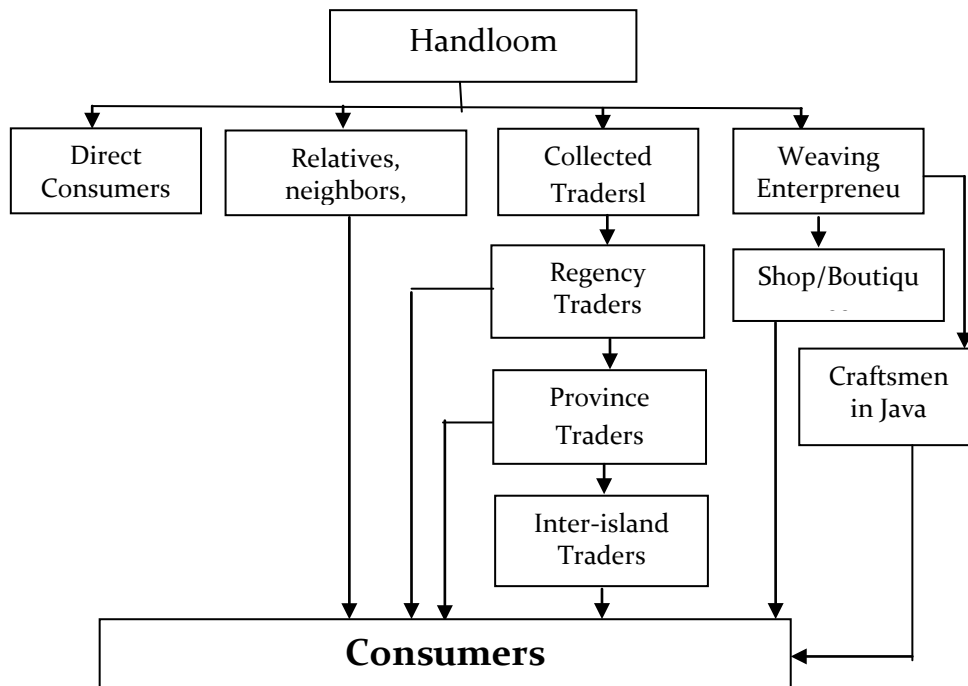 Handloom
Direct
Consumers
Relatives,
neighbors,
Collected
Tradersl
Weaving
Enterpreneu
Regency
Traders
Shop/Boutiqu
Province
Traders
Craftsmen
in Java
Inter-island
Traders
Consumers